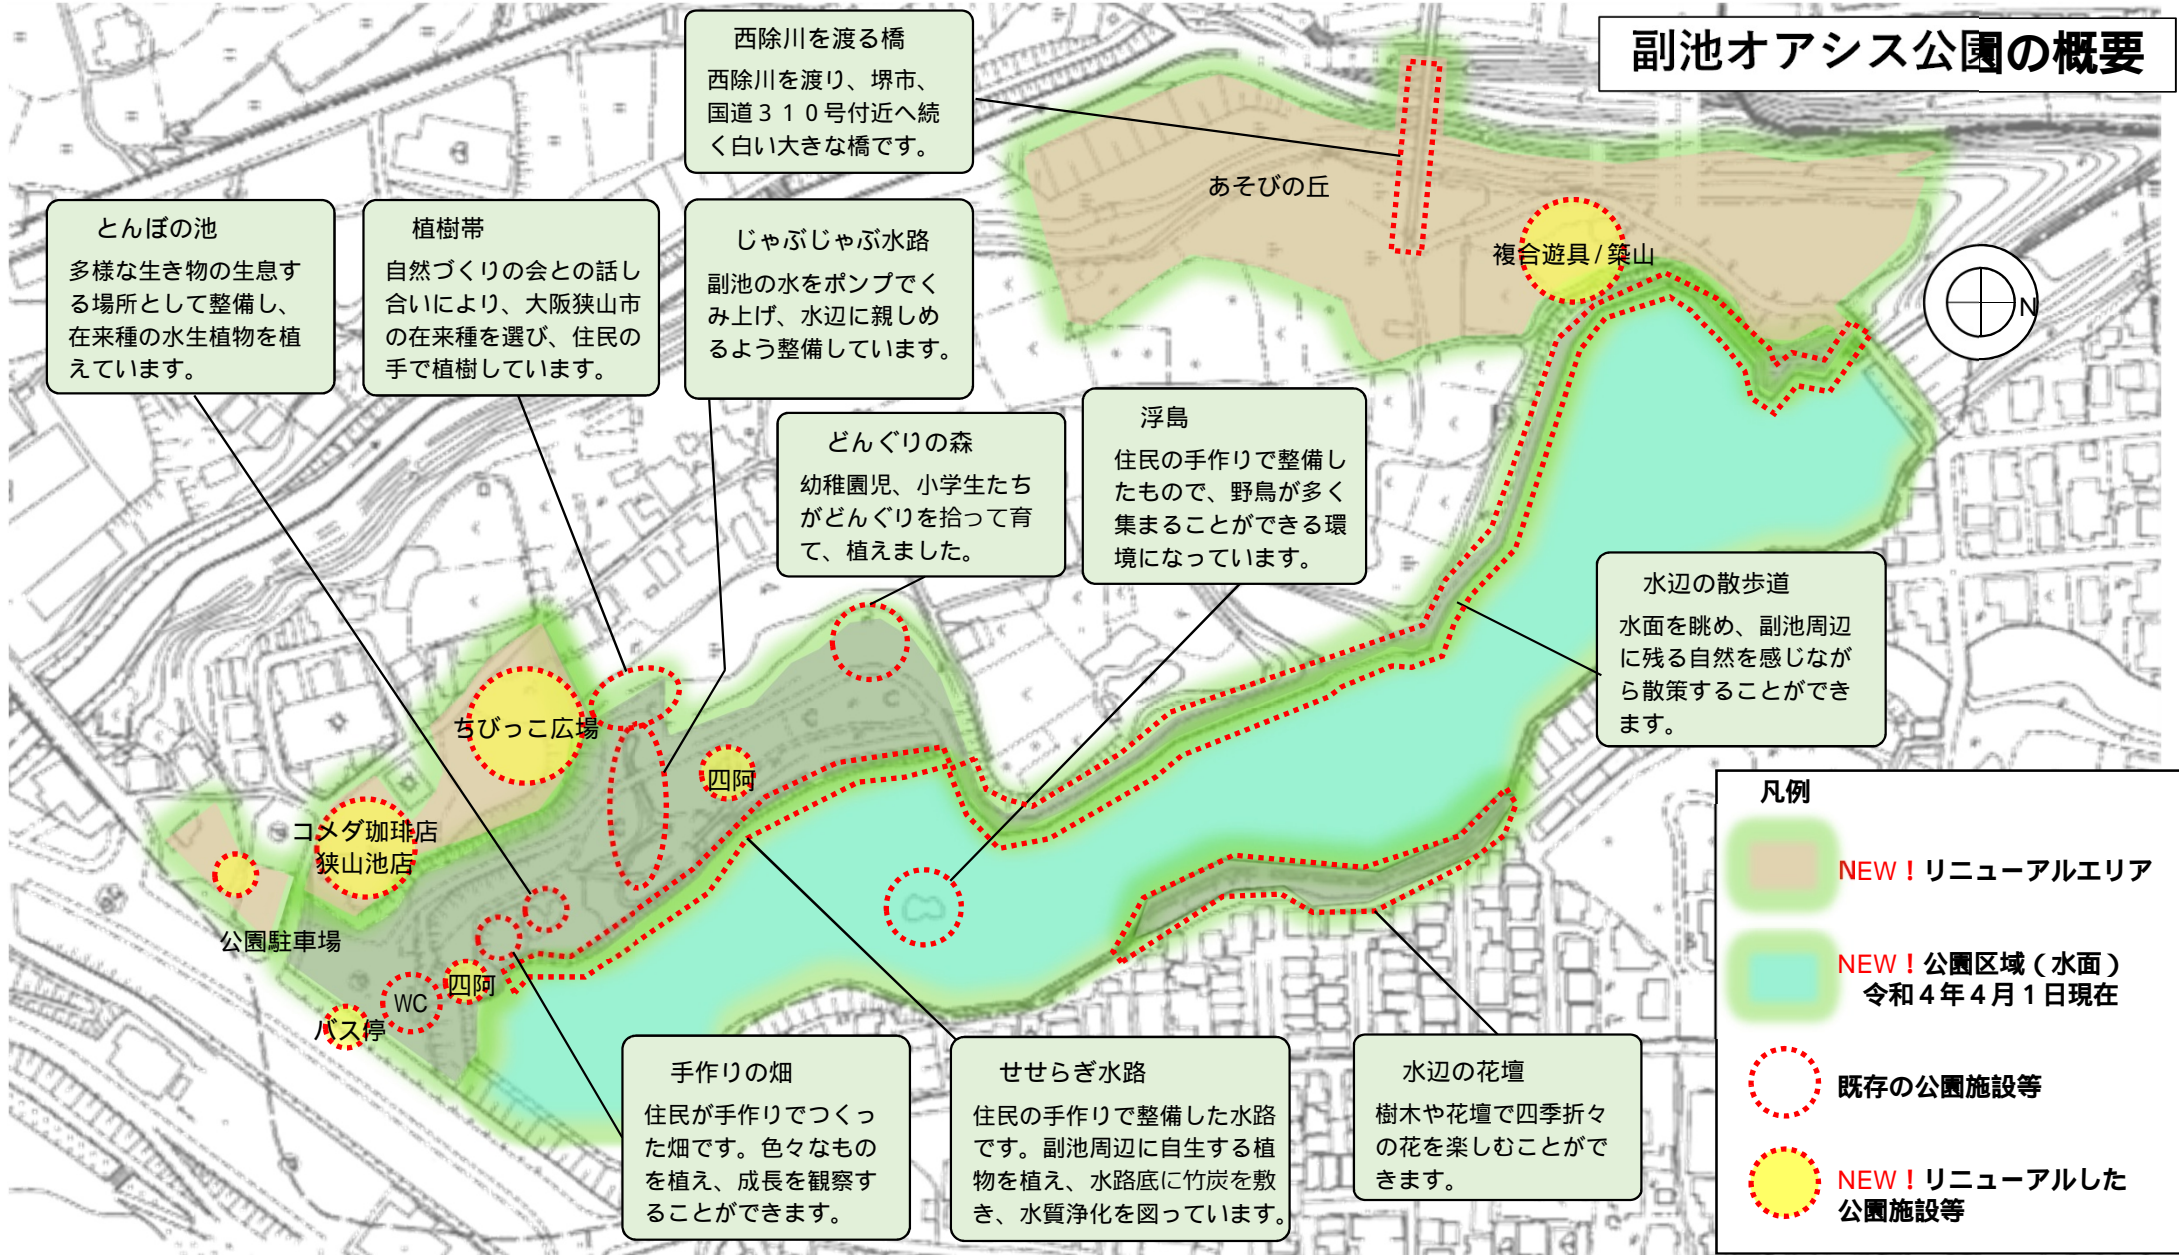 副池オアシス公園の概要
西除川を渡る橋
西除川を渡り、堺市、
国道３１０号付近へ続
く白い大きな橋です。
あそびの丘
複合遊具/築山
N
とんぼの池
多様な生き物の生息す
る場所として整備し、
在来種の水生植物を植
えています。
植樹帯
自然づくりの会との話し
合いにより、大阪狭山市
の在来種を選び、住民の
手で植樹しています。
じゃぶじゃぶ水路
副池の水をポンプでく
み上げ、水辺に親しめ
るよう整備しています。
どんぐりの森
幼稚園児、小学生たち
がどんぐりを拾って育
て、植えました。
浮島
住民の手作りで整備し
たもので、野鳥が多く
集まることができる環
境になっています。
水辺の散歩道
水面を眺め、副池周辺
に残る自然を感じなが
ら散策することができ
ます。
ちびっこ広場
四阿
コメダ珈琲店
狭山池店
公園駐車場
四阿
WC
バス停
手作りの畑
住民が手作りでつくっ
た畑です。色々なもの
を植え、成長を観察す
ることができます。
せせらぎ水路
住民の手作りで整備した水路
です。副池周辺に自生する植
物を植え、水路底に竹炭を敷
き、水質浄化を図っています。
水辺の花壇
樹木や花壇で四季折々
の花を楽しむことがで
きます。
凡例
NEW！リニューアルエリア
NEW！公園区域（水面）
令和４年４月１日現在
既存の公園施設等
NEW！リニューアルした
公園施設等